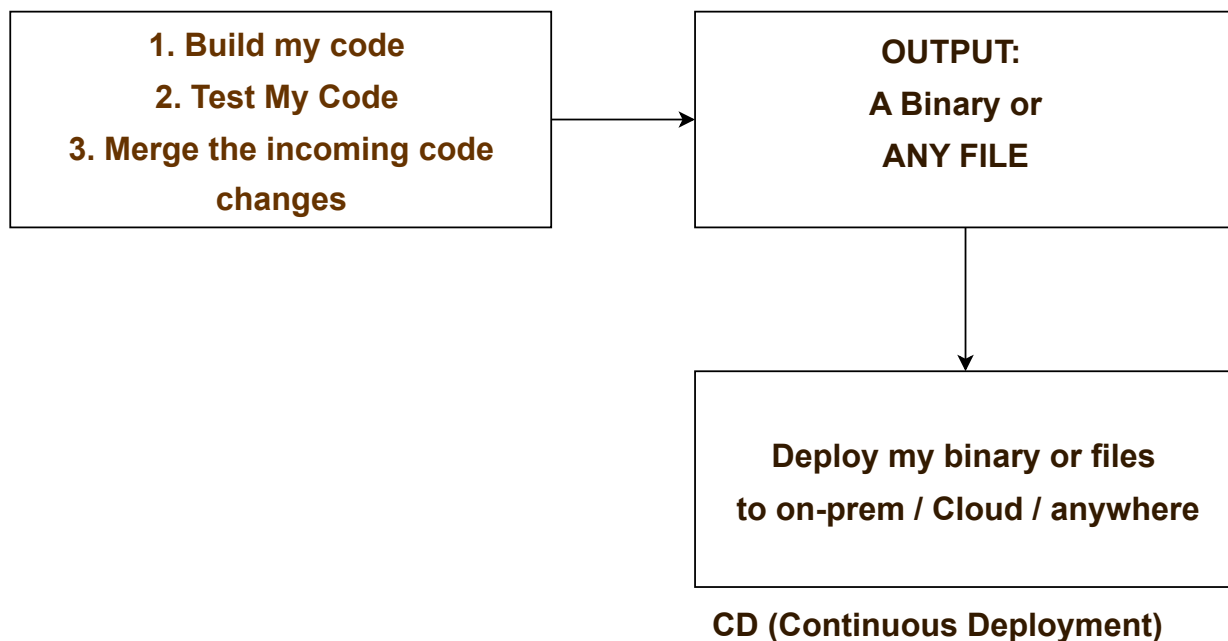 1. Build my code
2. Test My Code
3. Merge the incoming code
changes
OUTPUT:
A Binary or
ANY FILE
Deploy my binary or files
to on-prem / Cloud / anywhere
CD (Continuous Deployment)